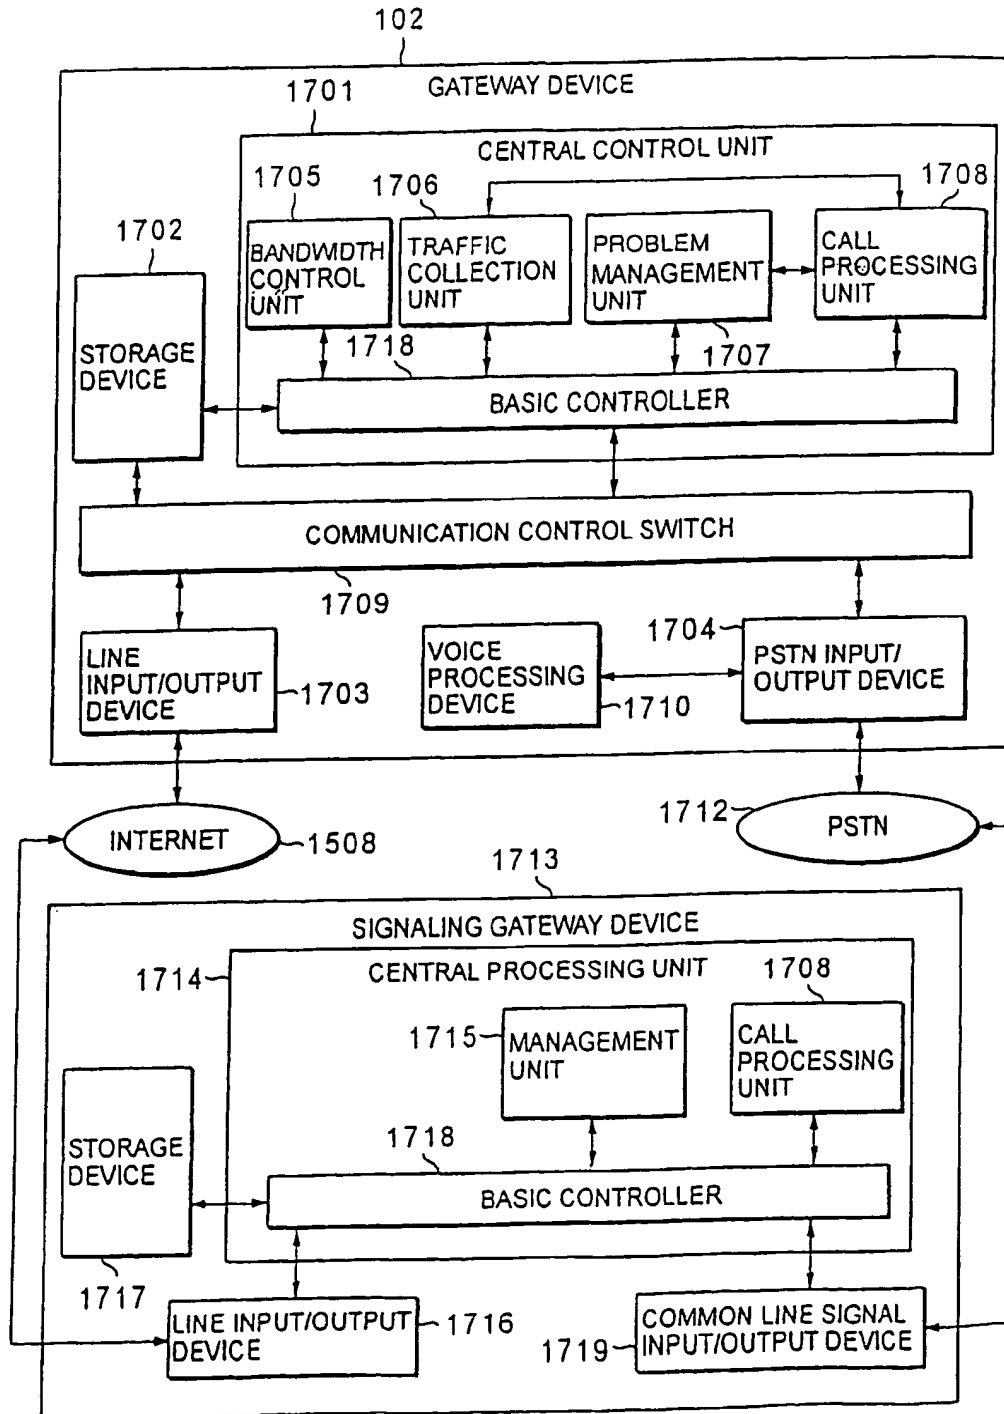 102
GATEWAY DEVICE
1701
CENTRAL CONTROL UNIT
1705
1706
1708
1702
BANDWIDTH
CONTROL
UNIT
TRAFFIC
COLLECTION
UNIT
PROBLEM
MANAGEMENT
UNIT
CALL
PROCESSING
UNIT
STORAGE
DEVICE
1718
1707
BASIC CONTROLLER
COMMUNICATION CONTROL SWITCH
1709
LINE
INPUT/OUTPUT
DEVICE
1703
VOICE
PROCESSING
DEVICE
1710
1704
PSTN INPUT/
OUTPUT DEVICE
INTERNET
1508
1712
PSTN
1713
SIGNALING GATEWAY DEVICE
1714
CENTRAL PROCESSING UNIT
1708
1715
MANAGEMENT
UNIT
CALL
PROCESSING
UNIT
STORAGE
DEVICE
1718
BASIC CONTROLLER
1717
LINE INPUT/OUTPUT
DEVICE
1716
1719
COMMON LINE SIGNAL
INPUT/OUTPUT DEVICE